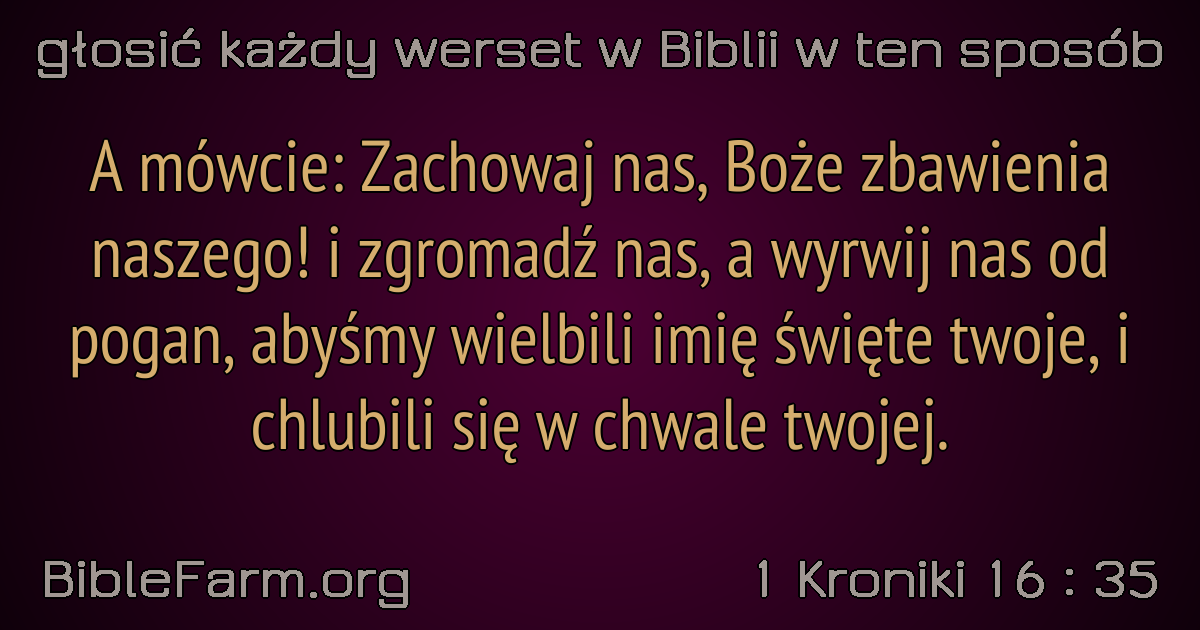 głosić każdy werset w Biblii w ten sposób
A mówcie: Zachowaj nas, Boże zbawienia
naszego! i zgromadź nas, a wyrwij nas od
pogan, abyśmy wielbili imię święte twoje, i
chlubili się w chwale twojej.
BibleFarm.org
1 Kroniki 16 : 35